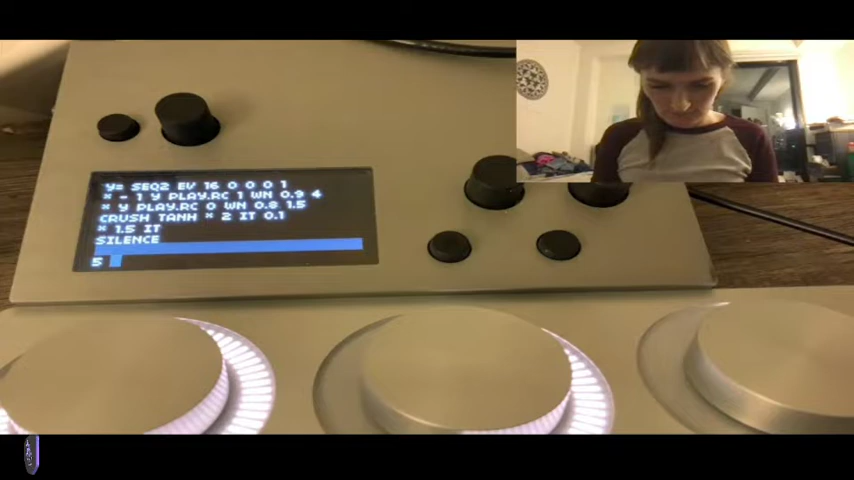 Y= SEQ2 EV 16 0 0 0 1
* - 1 Y PLAY.RC 1 WN 0.9 4
* Y PLAY.RC 0 WN 0.8 1.5
CRUSH TANH * 2 IT 0.1
* 1.5 IT
SILENCE
5